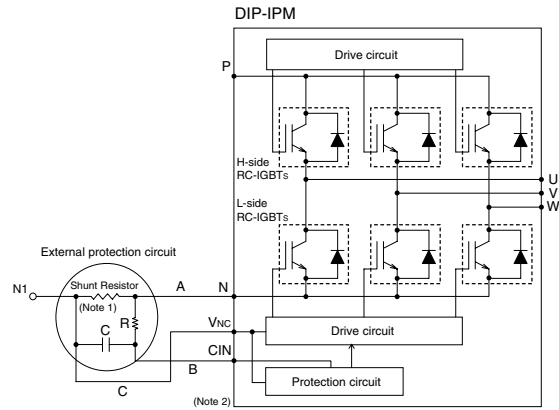 DIP-IPM
Drive circuit
P
H-side
RC-IGBTs
U
V
W
L-side
RC-IGBTs
External protection circuit
N1
Shunt Resistor
(Note 1)
A
N
R
C
VNC
Drive circuit
CIN
B
C
Protection circuit
(Note 2)